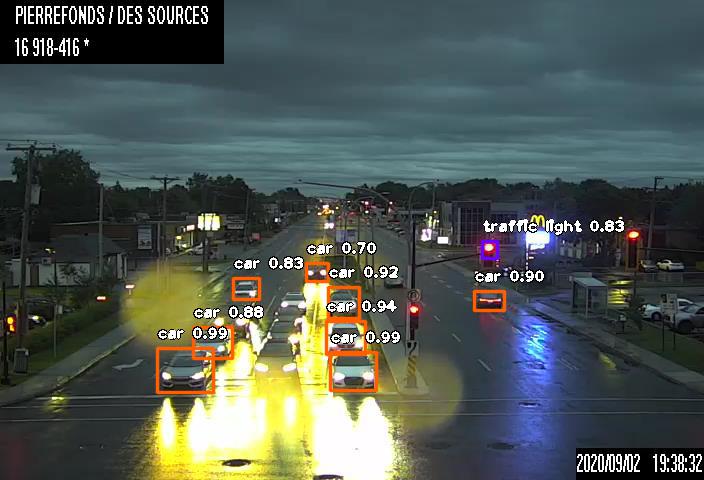 PIERREFONDS / DES SOURCES
16 918-416 *
traffic light 0.83
car 0.70
car 0.83
car 0.92
car 0.90
car 0.94
car 0.88
car 0.99
car 0.99
2020/09/02 19:38:32